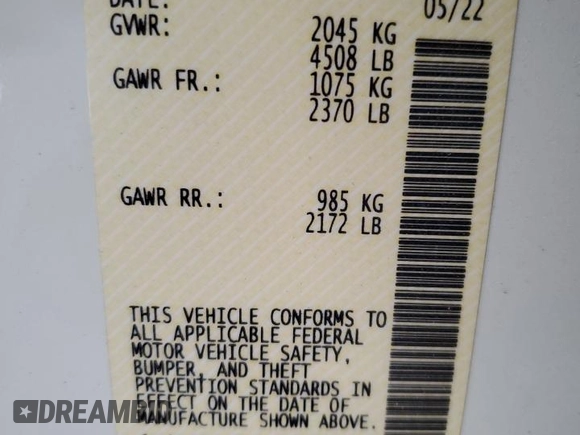 DATE: 05/22
GVWR: 2045 KG
4508 LB
GAWR FR.: 1075 KG
2370 LB
GAWR RR.: 985 KG
2172 LB
THIS VEHICLE CONFORMS TO
ALL APPLICABLE FEDERAL
MOTOR VEHICLE SAFETY,
BUMPER, AND THEFT
PREVENTION STANDARDS IN
EFFECT ON THE DATE OF
MANUFACTURE SHOWN ABOVE.
DREAMBID